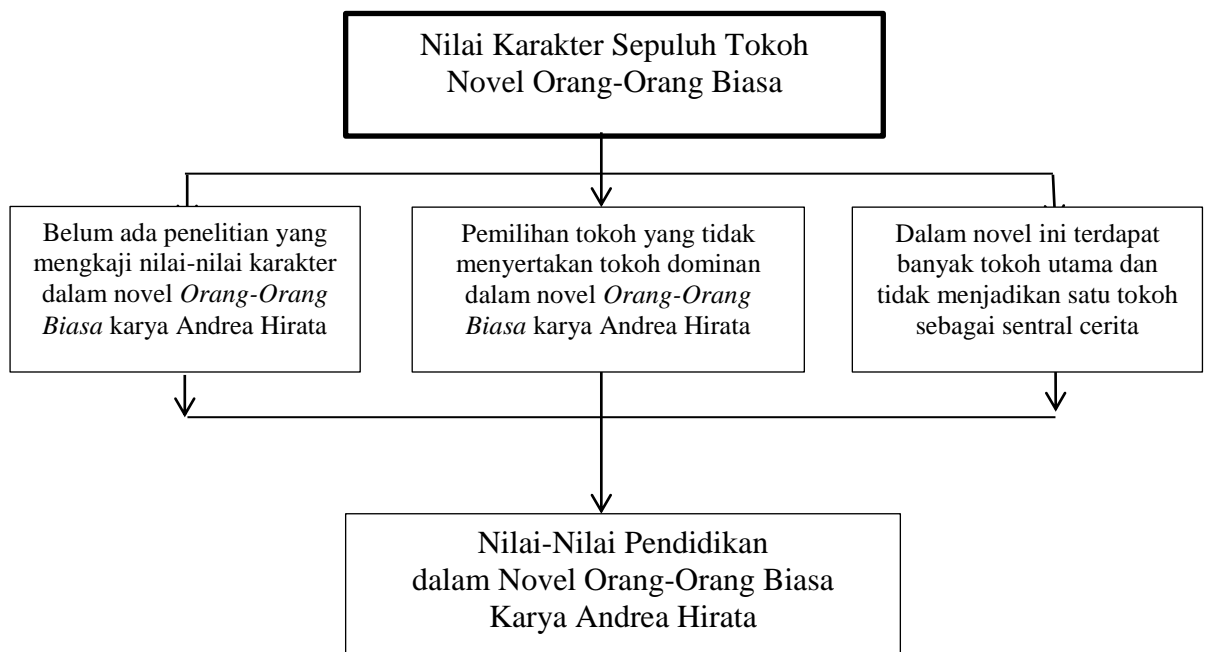 Nilai Karakter Sepuluh Tokoh
Novel Orang-Orang Biasa
Belum ada penelitian yang
mengkaji nilai-nilai karakter
dalam novel Orang-Orang
Biasa karya Andrea Hirata
Pemilihan tokoh yang tidak
menyertakan tokoh dominan
dalam novel Orang-Orang
Biasa karya Andrea Hirata
Dalam novel ini terdapat
banyak tokoh utama dan
tidak menjadikan satu tokoh
sebagai sentral cerita
Nilai-Nilai Pendidikan
dalam Novel Orang-Orang Biasa
Karya Andrea Hirata